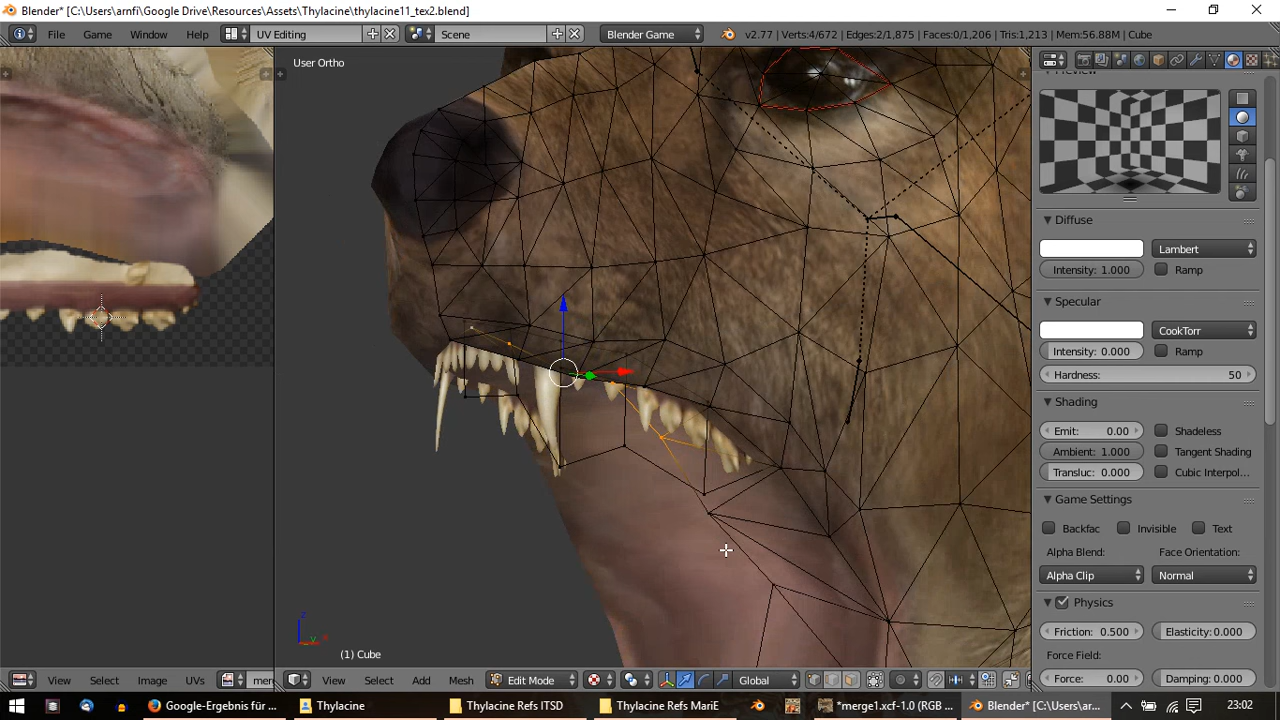 Blender* [C:\Users\arnfi\Google Drive\Resources\Assets\Thylacine\thylacine11_tex2.blend]
File Game Window Help UV Editing Scene Blender Game v2.77 | Verts:4/672 | Edges:2/1,875 | Faces:0/1,206 | Tris:1,213 | Mem:56.88M | Cube
User Ortho
Preview
Diffuse
Lambert
Intensity: 1.000 Ramp
Specular
CookTorr
Intensity: 0.000 Ramp
Hardness: 50
Shading
Emit: 0.00 Shadeless
Ambient: 1.000 Tangent Shading
Transluc: 0.000 Cubic Interpol...
Game Settings
Backfac Invisible Text
Alpha Blend: Face Orientation:
Alpha Clip Normal
Physics
Friction: 0.500 Elasticity:0.000
Force Field:
Force: 0.00 Damping: 0.000
z
y x
(1) Cube
View Select Image UVs mer
View Select Add Mesh Edit Mode Global
Google-Ergebnis für ... Thylacine Thylacine Refs ITSD Thylacine Refs MariE *merge1.xcf-1.0 (RGB ... Blender* [C:\Users\ar... 23:02